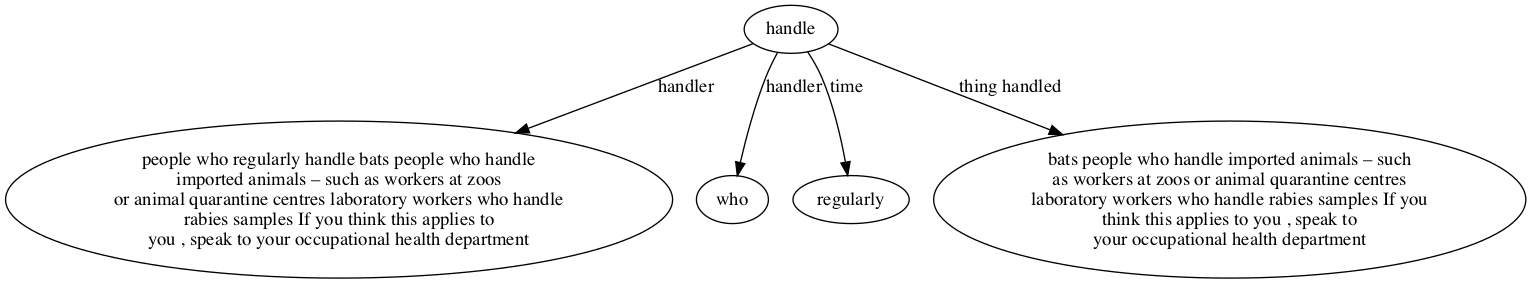 handle
handler
handler
time
thing handled
people who regularly handle bats people who handle
imported animals – such as workers at zoos
or animal quarantine centres laboratory workers who handle
rabies samples If you think this applies to
you , speak to your occupational health department
who
regularly
bats people who handle imported animals – such
as workers at zoos or animal quarantine centres
laboratory workers who handle rabies samples If you
think this applies to you , speak to
your occupational health department